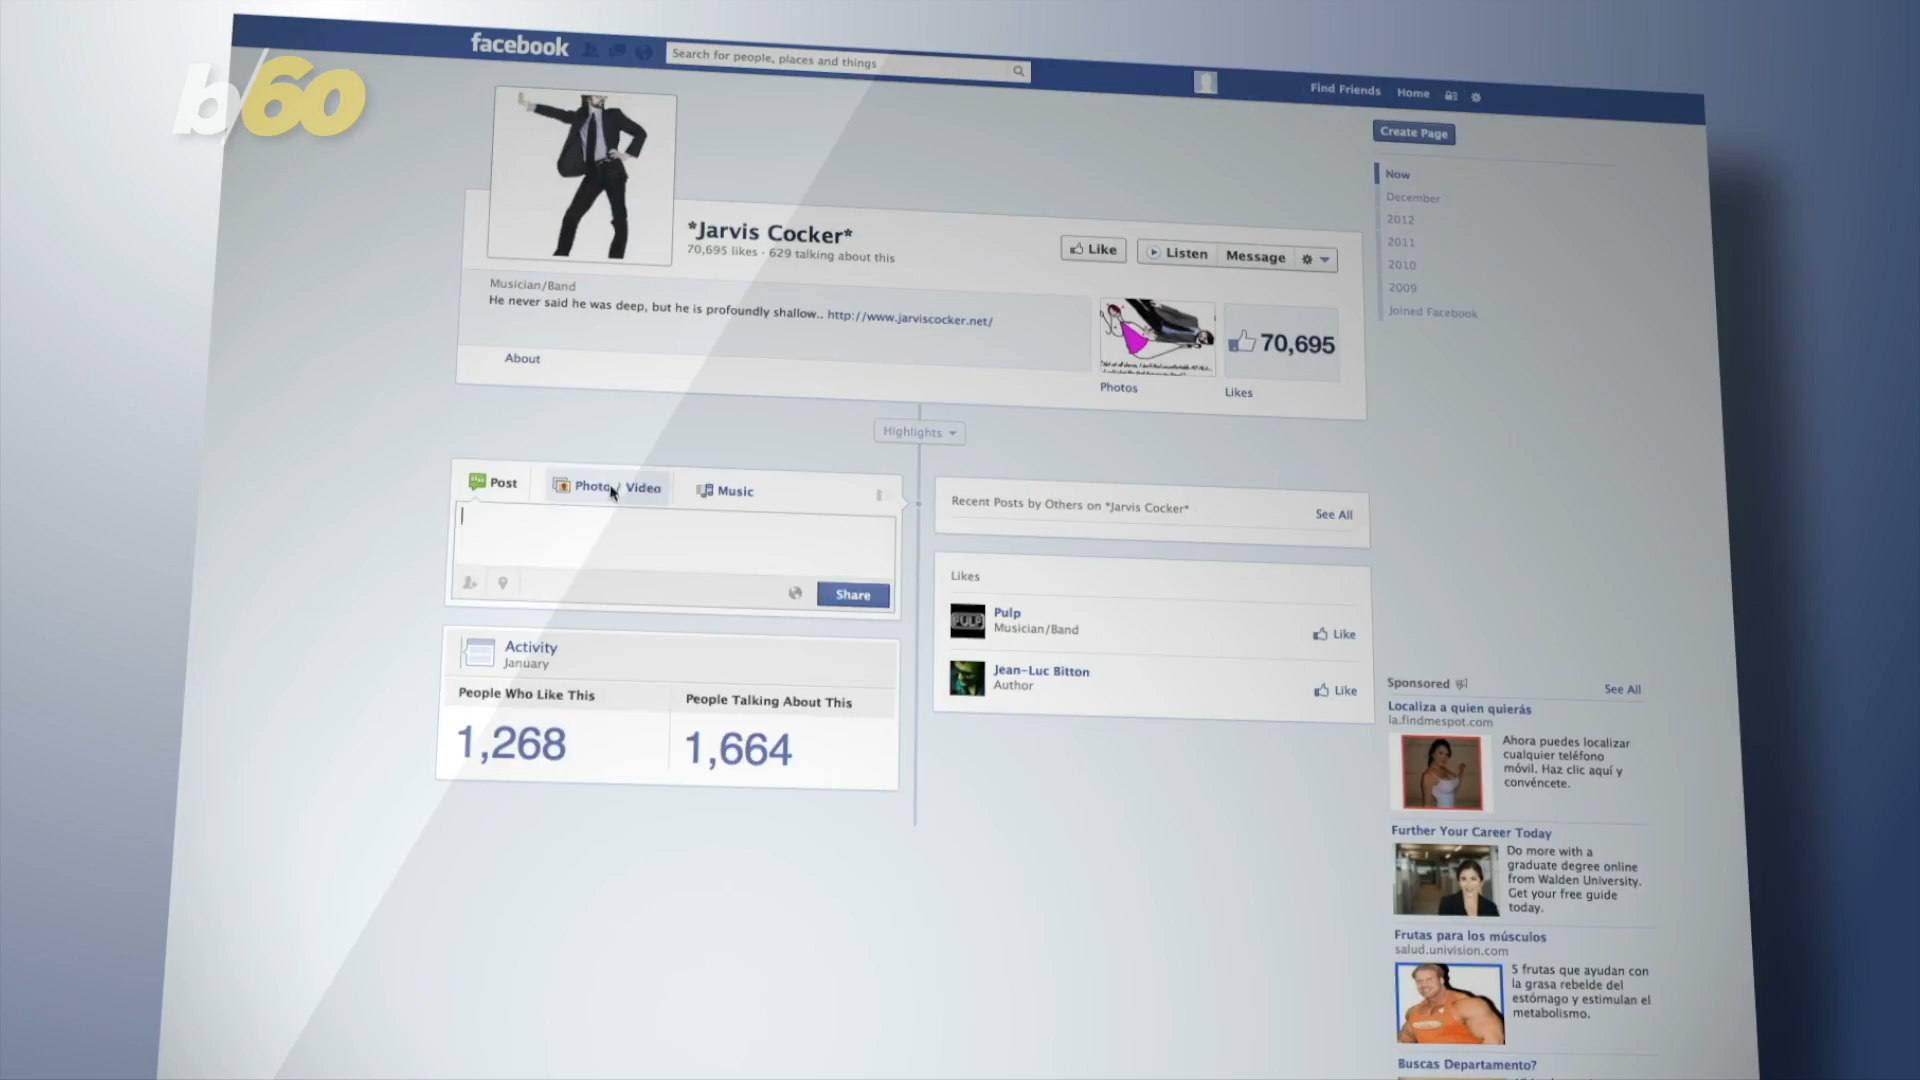 b/60
facebook
Search for people, places and things
Find Friends
Home
Create Page
Now
December
2012
2011
2010
2009
Joined Facebook
*Jarvis Cocker*
70,695 likes · 629 talking about this
Like
Listen
Message
Musician/Band
He never said he was deep, but he is profoundly shallow.. http://www.jarviscocker.net/
About
Photos
70,695
Likes
Highlights
Post
Photo / Video
Music
Share
Recent Posts by Others on *Jarvis Cocker*
See All
Likes
PULP
Pulp
Musician/Band
Like
Jean-Luc Bitton
Author
Like
Activity
January
People Who Like This
People Talking About This
1,268
1,664
Sponsored
See All
Localiza a quien quierás
la.findmespot.com
Ahora puedes localizar
cualquier teléfono
móvil. Haz clic aquí y
convéncete.
Further Your Career Today
Do more with a
graduate degree online
from Walden University.
Get your free guide
today.
Frutas para los músculos
salud.univision.com
5 frutas que ayudan con
la grasa rebelde del
estómago y estimulan el
metabolismo.
Buscas Departamento?